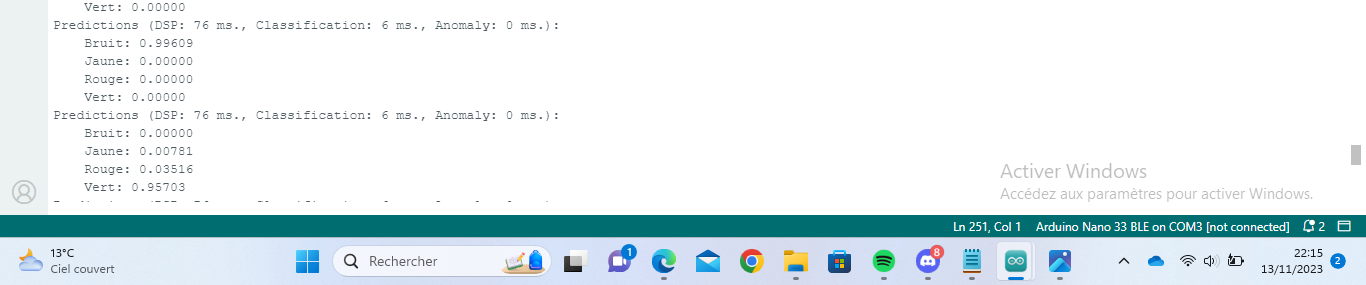 Vert: 0.00000
Predictions (DSP: 76 ms., Classification: 6 ms., Anomaly: 0 ms.):
Bruit: 0.99609
Jaune: 0.00000
Rouge: 0.00000
Vert: 0.00000
Predictions (DSP: 76 ms., Classification: 6 ms., Anomaly: 0 ms.):
Bruit: 0.00000
Jaune: 0.00781
Rouge: 0.03516
Vert: 0.95703
Activer Windows
Accédez aux paramètres pour activer Windows.
Ln 251, Col 1 Arduino Nano 33 BLE on COM3 [not connected] 2
13°C
Ciel couvert
Rechercher
1
8
22:15
13/11/2023
2